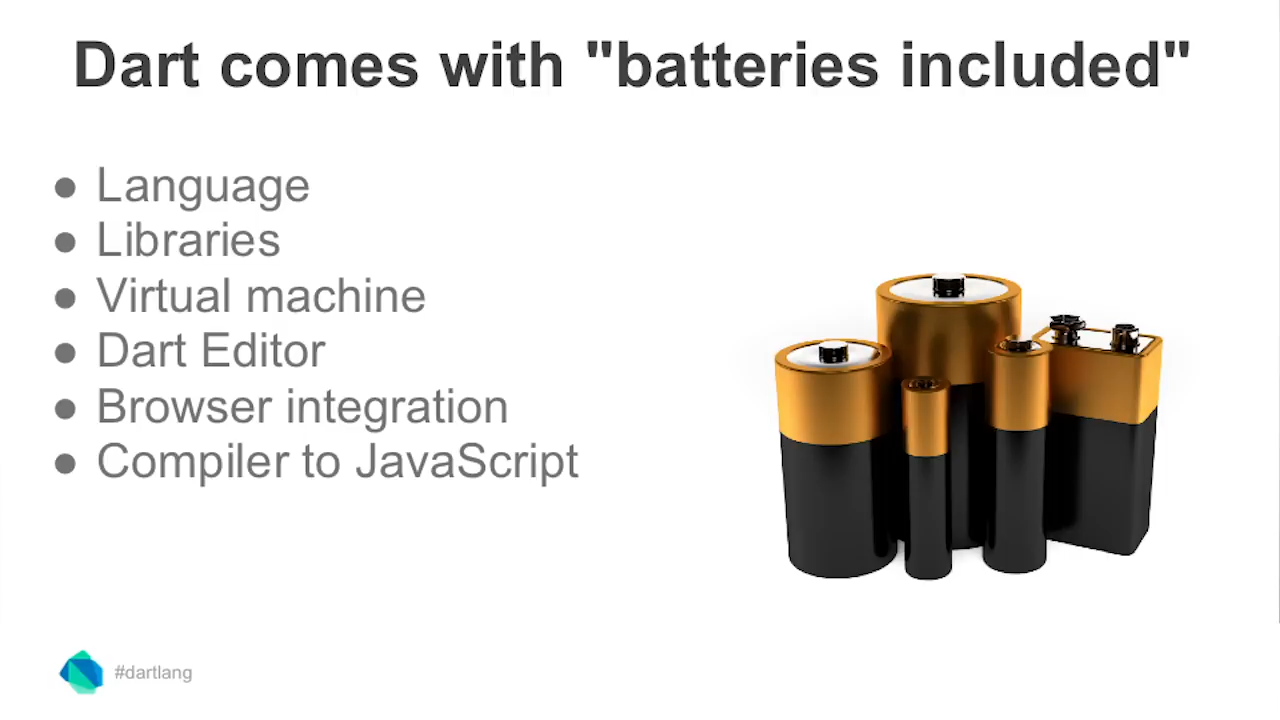 Dart comes with "batteries included"
● Language
● Libraries
● Virtual machine
● Dart Editor
● Browser integration
● Compiler to JavaScript
#dartlang